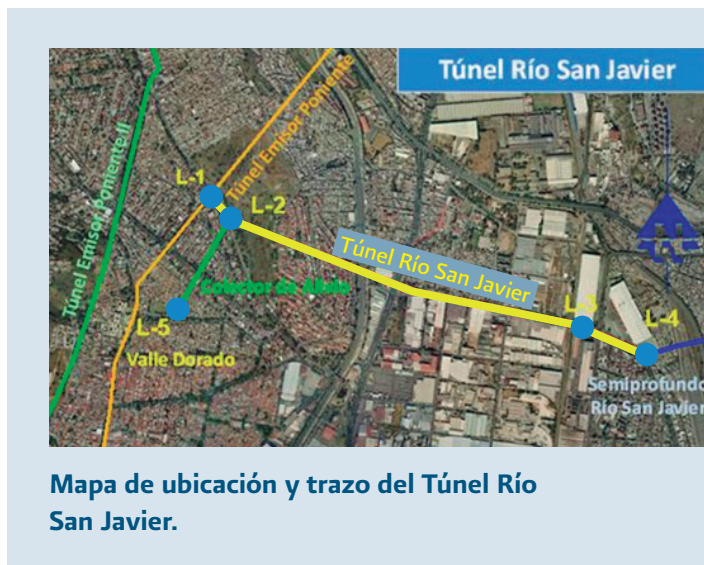 Túnel Río San Javier
Túnel Emisor Poniente
Túnel Emisor Poniente II
L-1
L-2
Túnel Río San Javier
Colector de Alivio
L-3
L-5
L-4
Valle Dorado
Semiprofundo
Río San Javier
Mapa de ubicación y trazo del Túnel Río
San Javier.